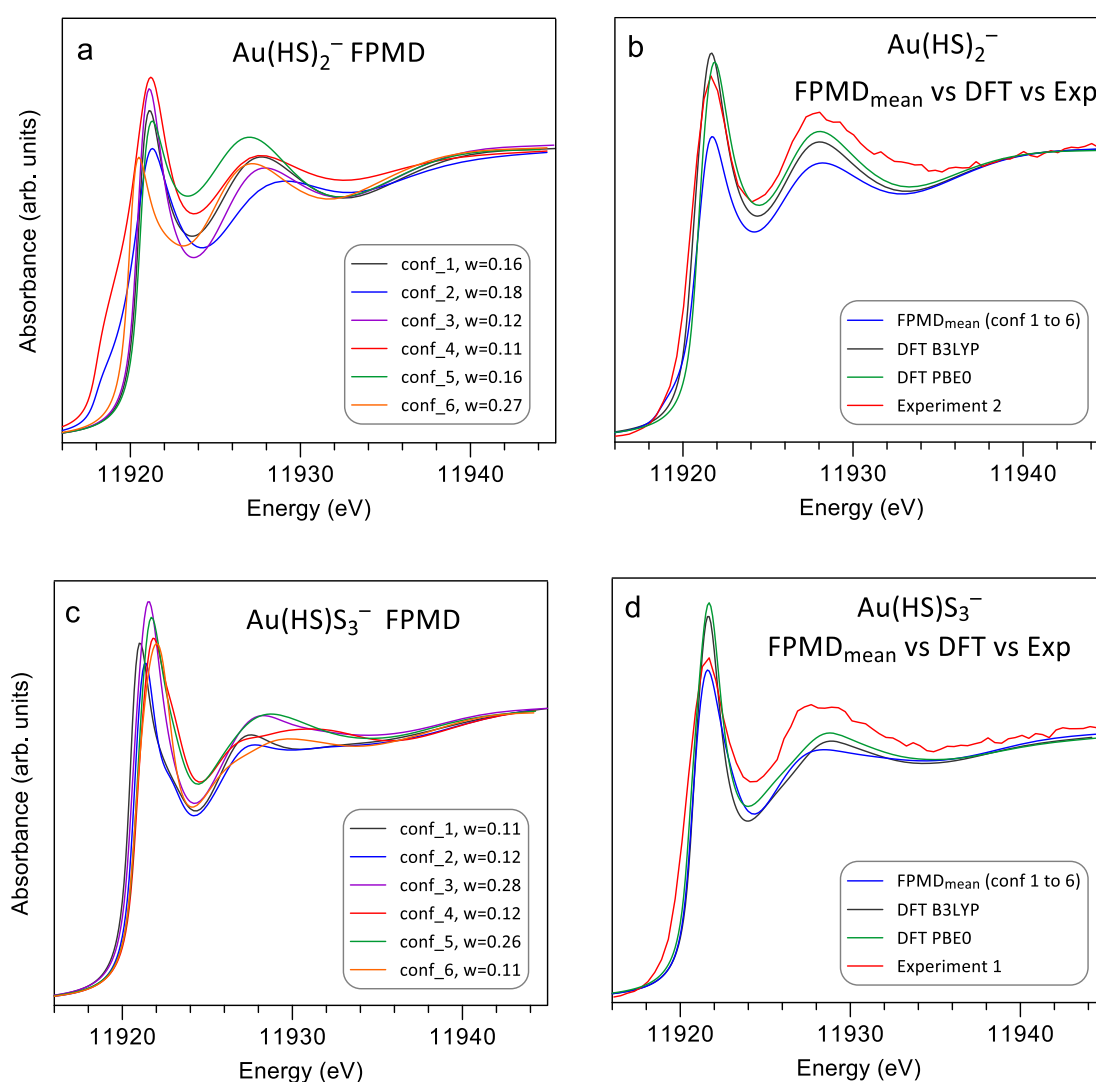 a
Au(HS)₂⁻ FPMD
Absorbance (arb. units)
conf_1, w=0.16
conf_2, w=0.18
conf_3, w=0.12
conf_4, w=0.11
conf_5, w=0.16
conf_6, w=0.27
11920 11930 11940
Energy (eV)
b
Au(HS)₂⁻
FPMDmean vs DFT vs Exp
FPMDmean (conf 1 to 6)
DFT B3LYP
DFT PBE0
Experiment 2
11920 11930 11940
Energy (eV)
c
Au(HS)S₃⁻ FPMD
Absorbance (arb. units)
conf_1, w=0.11
conf_2, w=0.12
conf_3, w=0.28
conf_4, w=0.12
conf_5, w=0.26
conf_6, w=0.11
11920 11930 11940
Energy (eV)
d
Au(HS)S₃⁻
FPMDmean vs DFT vs Exp
FPMDmean (conf 1 to 6)
DFT B3LYP
DFT PBE0
Experiment 1
11920 11930 11940
Energy (eV)